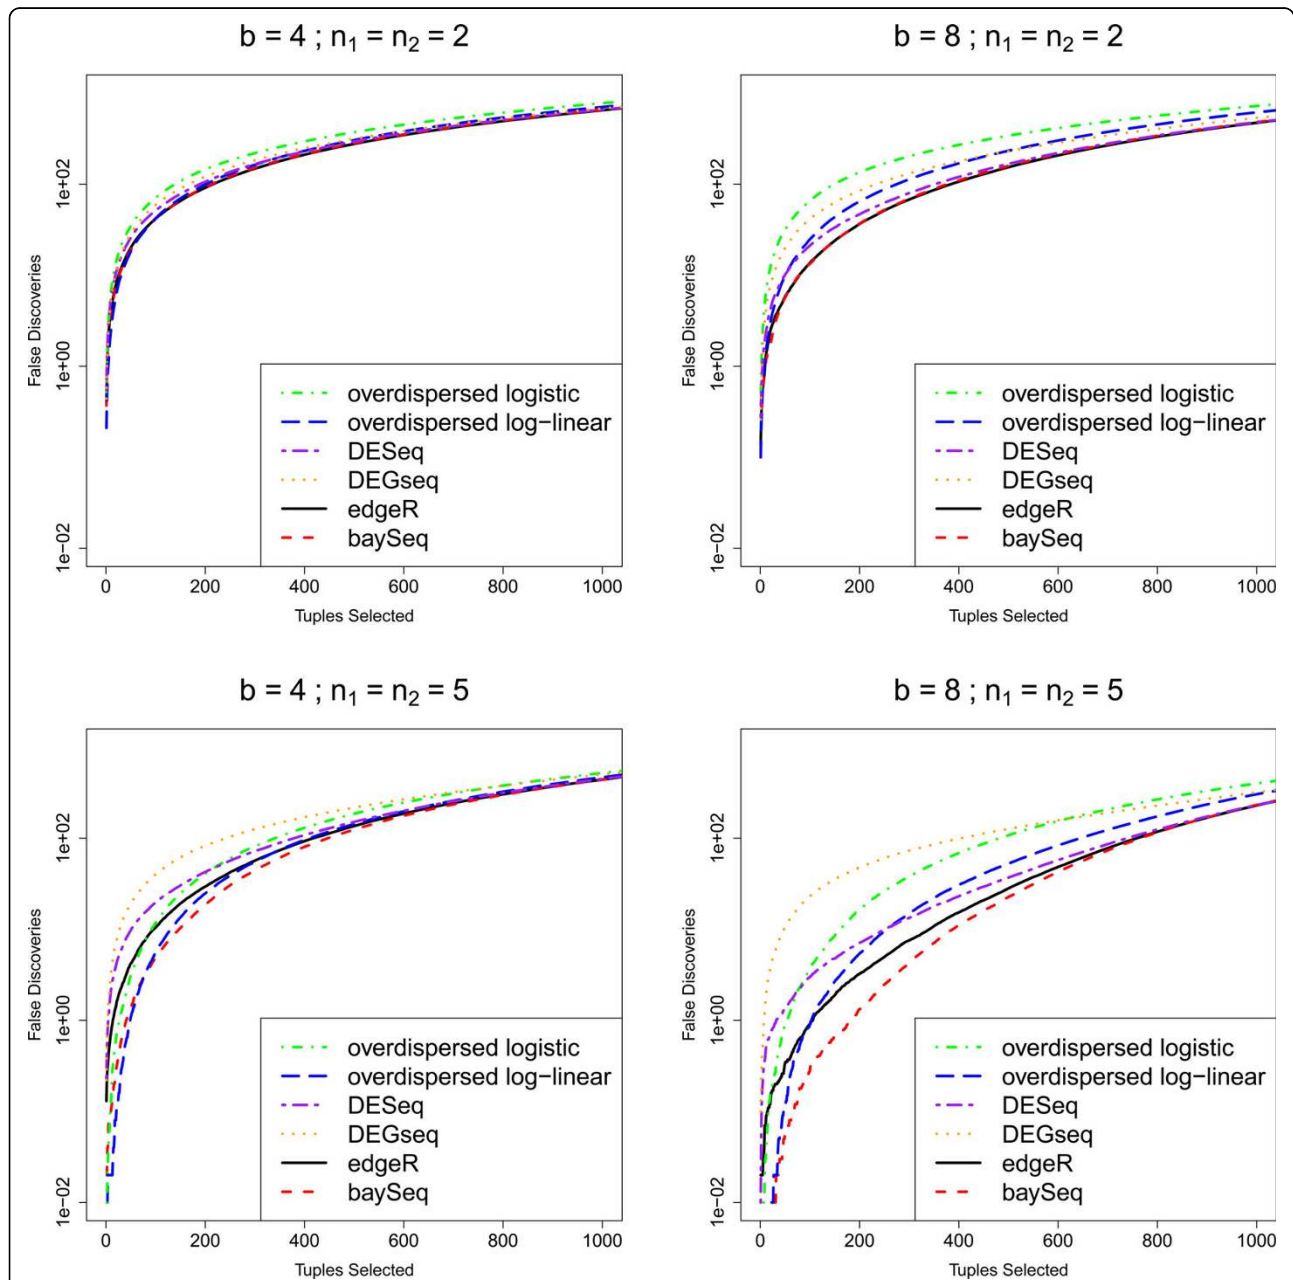 b = 4 ; n₁ = n₂ = 2
False Discoveries
1e+02
1e+00
1e−02
overdispersed logistic
overdispersed log−linear
DESeq
DEGseq
edgeR
baySeq
0 200 400 600 800 1000
Tuples Selected
b = 8 ; n₁ = n₂ = 2
False Discoveries
1e+02
1e+00
1e−02
overdispersed logistic
overdispersed log−linear
DESeq
DEGseq
edgeR
baySeq
0 200 400 600 800 1000
Tuples Selected
b = 4 ; n₁ = n₂ = 5
False Discoveries
1e+02
1e+00
1e−02
overdispersed logistic
overdispersed log−linear
DESeq
DEGseq
edgeR
baySeq
0 200 400 600 800 1000
Tuples Selected
b = 8 ; n₁ = n₂ = 5
False Discoveries
1e+02
1e+00
1e−02
overdispersed logistic
overdispersed log−linear
DESeq
DEGseq
edgeR
baySeq
0 200 400 600 800 1000
Tuples Selected